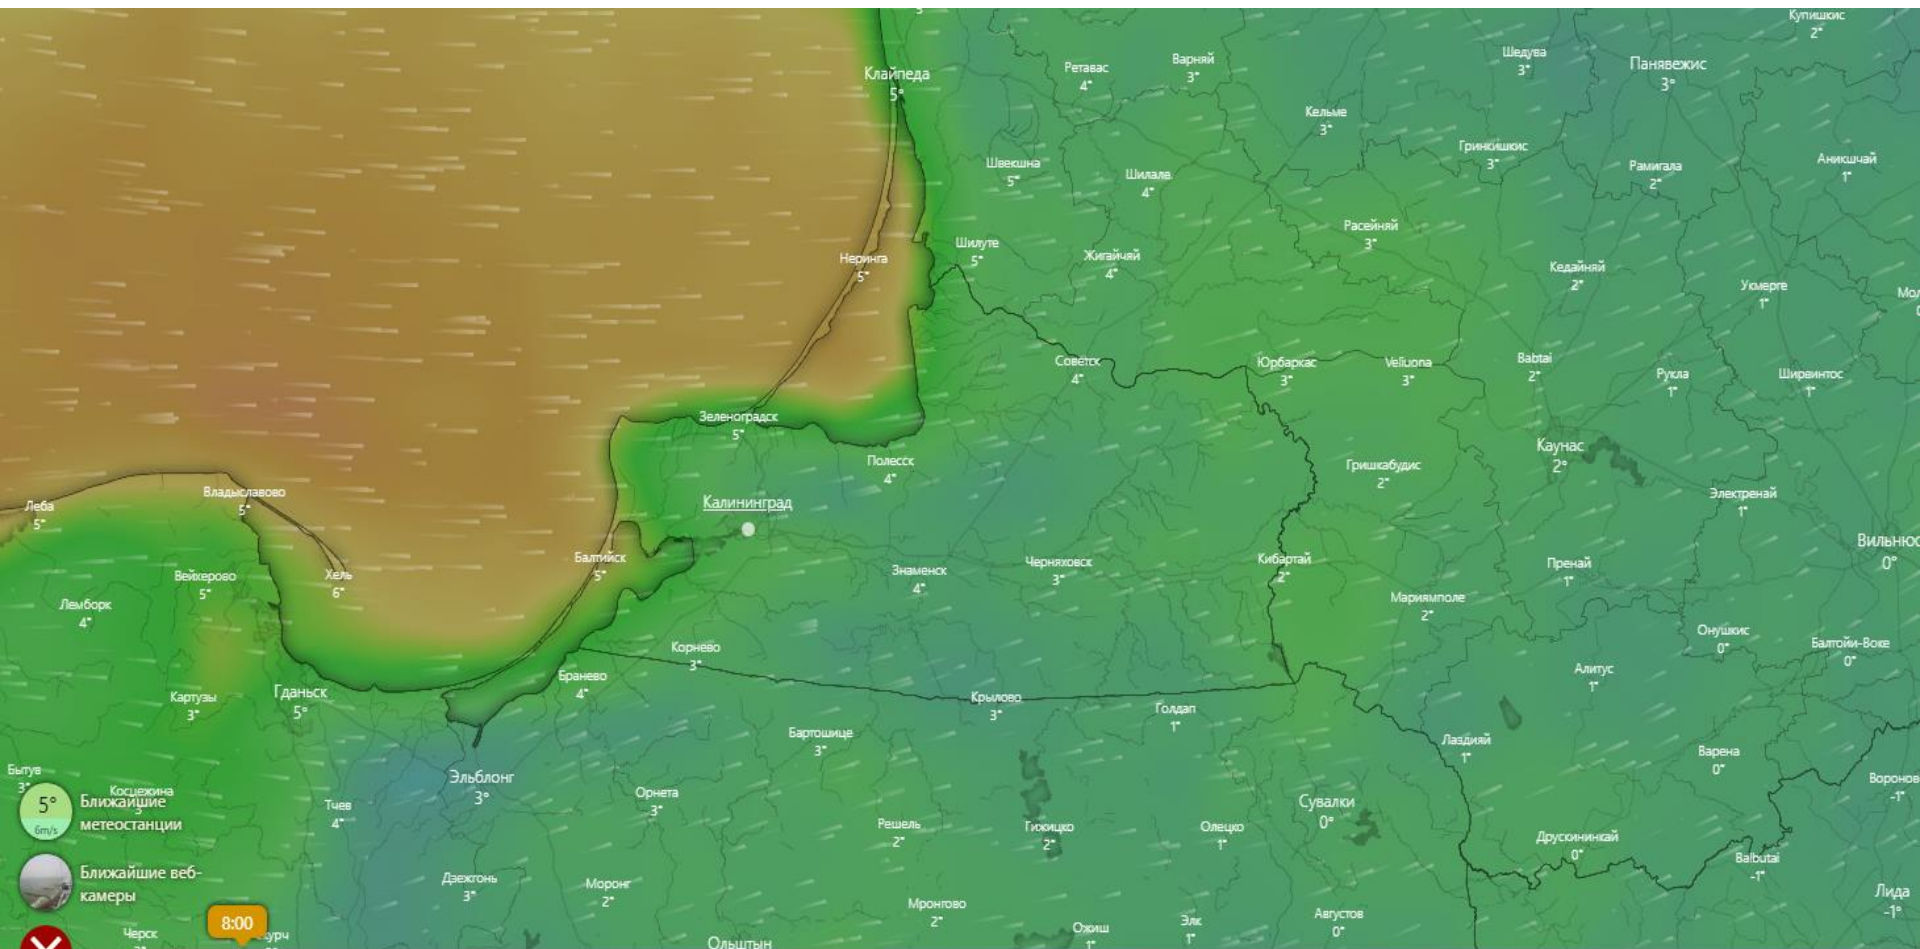 Купишкис
2°
Шедува
3°
Панявежис
3°
Варняй
3°
Ретавас
4°
Клайпеда
5°
Кельме
3°
Гринкишкис
3°
Рамигала
2°
Аникшчай
1°
Швекшна
5°
Шилале
4°
Расейняй
3°
Шилуте
5°
Жигайчяй
4°
Неринга
5°
Кедайняй
2°
Укмерге
1°
Советск
4°
Юрбаркас
3°
Veliuona
3°
Babtai
2°
Рукла
1°
Ширвинтос
1°
Зеленоградск
5°
Каунас
2°
Полесск
4°
Гришкабудис
2°
Владыславово
5°
Леба
5°
Калининград
Электренай
1°
Вильнюс
0°
Балтийск
5°
Хель
6°
Вейхерово
5°
Знаменск
4°
Черняховск
3°
Кибартай
2°
Пренай
1°
Лемборк
4°
Мариямполе
2°
Онушкис
0°
Балтойи-Воке
0°
Корнево
3°
Бранево
4°
Алитус
1°
Картузы
3°
Гданьск
5°
Крылово
3°
Голдап
1°
Бартошице
3°
Лаздияй
1°
Варена
0°
Бытув
3°
Эльблонг
3°
Вороново
-1°
Косцежина
Орнета
3°
Тчев
4°
Сувалки
0°
5°
6m/s
Ближайшие
метеостанции
Решель
2°
Гижицко
2°
Олецко
1°
Друскининкай
0°
Balbutai
-1°
Ближайшие веб-
камеры
Дзежгонь
3°
Моронг
2°
Лида
-1°
Мронгово
2°
Элк
1°
Августов
0°
Ожиш
1°
8:00
Черск
Ольштын